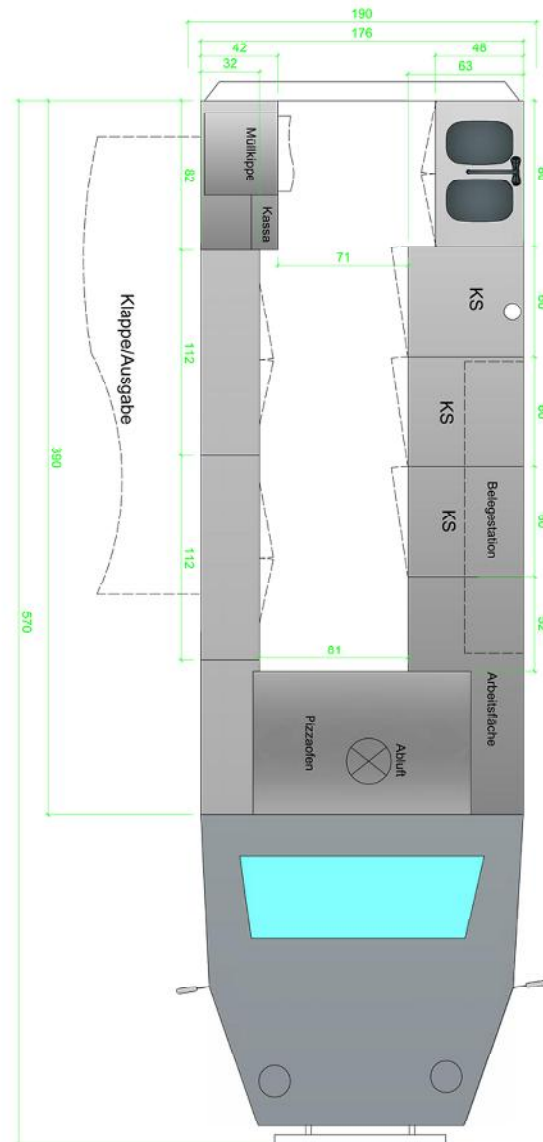 190
176
42
48
32
63
Müllkippe
Kassa
82
71
KS
Klappe/Ausgabe
112
KS
390
KS
Belegestation
112
570
81
Arbeitsfäche
Pizzaofen
Abluft